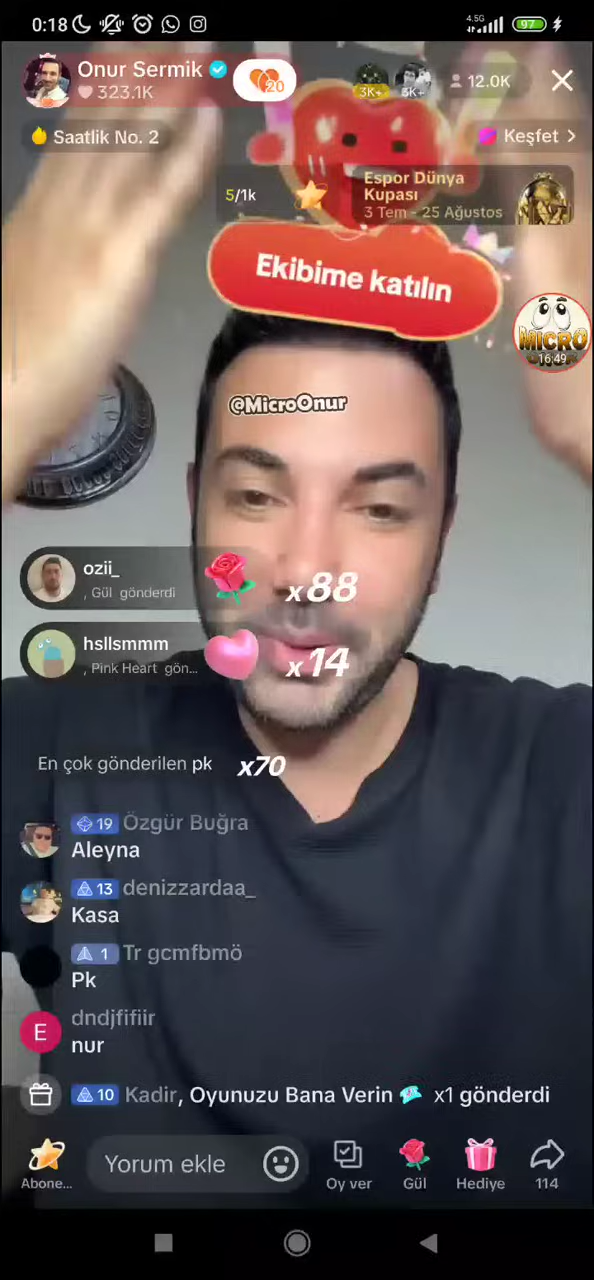 0:18
4.5G
97
Onur Sermik
323.1K
20
3K+
3K+
12.0K
Saatlik No. 2
Keşfet >
5/1k
Espor Dünya
Kupası
3 Tem - 25 Ağustos
Ekibime katılın
MICRO
16:49
@MicroOnur
ozii_
, Gül gönderdi
x88
hsllsmmm
, Pink Heart gön...
x14
En çok gönderilen pk x70
19 Özgür Buğra
Aleyna
13 denizzardaa_
Kasa
1 Tr gcmfbmö
Pk
dndjfifiir
E
nur
10 Kadir, Oyunuzu Bana Verin x1 gönderdi
Yorum ekle
Abone...
Oy ver
Gül
Hediye
114